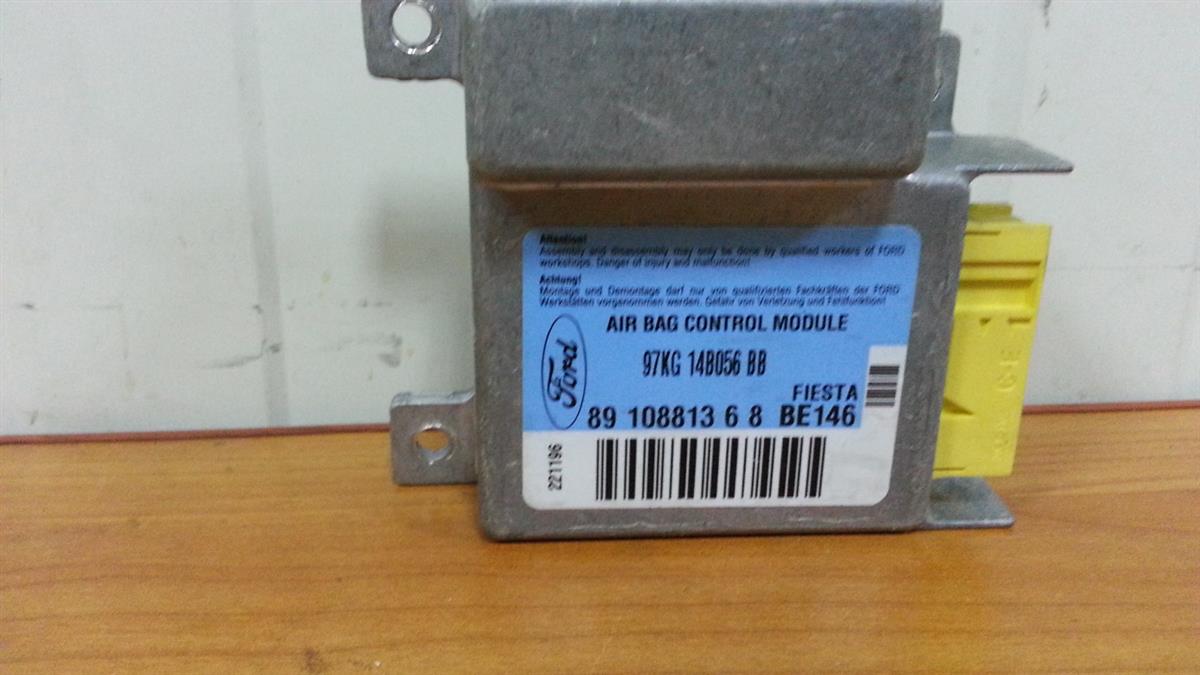 Attention!
Assembly and disassembly may only be done by qualified workers of FORD
workshops. Danger of injury and malfunction!
Achtung!
Montage und Demontage darf nur von qualifizierten Fachkräften der FORD
Werkstätten vorgenommen werden. Gefahr von Verletzung und Fehlfunktion!
AIR BAG CONTROL MODULE
Ford
97KG 14B056 BB
FIESTA
89 1088136 8 BE146
221196